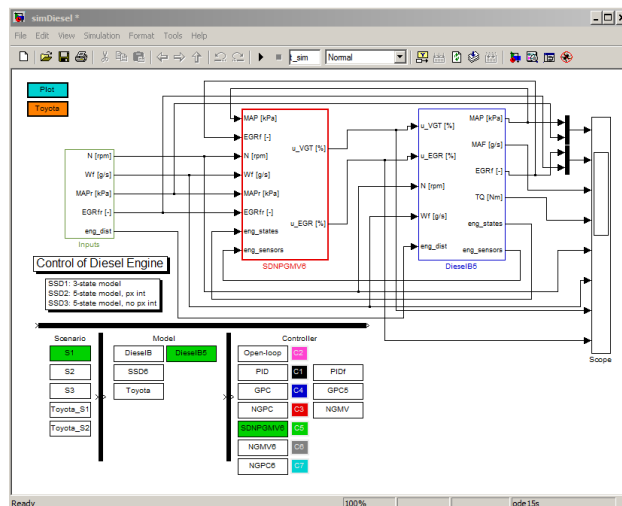 simDiesel *
File Edit View Simulation Format Tools Help
t_sim Normal
Plot
Toyota
N [rpm]
Wf [g/s]
MAPr [kPa]
EGRfr [-]
eng_dist
Inputs
MAP [kPa]
EGRf [-]
N [rpm]
Wf [g/s]
MAPr [kPa]
EGRfr [-]
eng_states
eng_sensors
u_VGT [%]
u_EGR [%]
SDNPGMV6
u_VGT [%]
u_EGR [%]
N [rpm]
Wf [g/s]
eng_dist
MAP [kPa]
MAF [g/s]
EGRf [-]
TQ [Nm]
eng_states
eng_sensors
DieselB5
Scope
Control of Diesel Engine
SSD1: 3-state model
SSD2: 5-state model, px int
SSD3: 5-state model, no px int
Scenario Model Controller
S1 DieselB DieselB5 Open-loop C2
S2 SSD6 PID C1 PIDf
S3 Toyota GPC C4 GPC5
Toyota_S1 NGPC C3 NGMV
Toyota_S2 SDNPGMV6 C5
NGMV6 C6
NGPC6 C7
Ready 100% ode15s